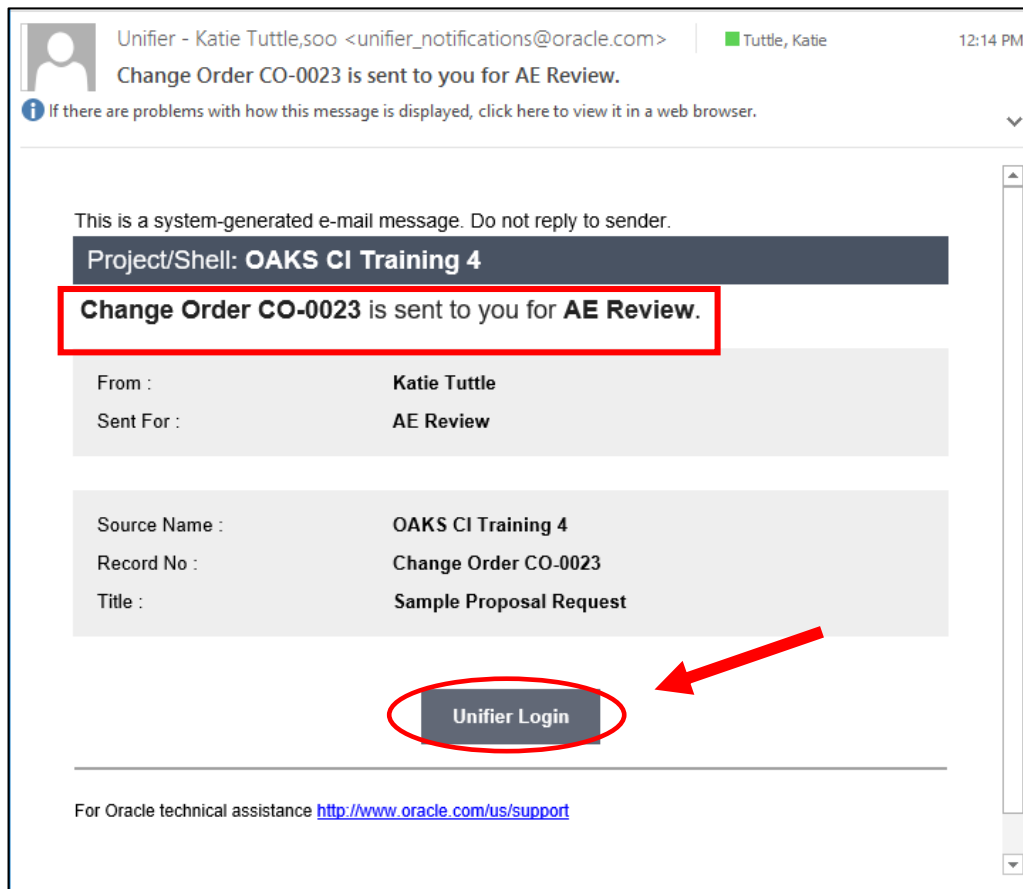 Unifier - Katie Tuttle,soo <unifier_notifications@oracle.com> Tuttle, Katie 12:14 PM
Change Order CO-0023 is sent to you for AE Review.
If there are problems with how this message is displayed, click here to view it in a web browser.
This is a system-generated e-mail message. Do not reply to sender.
Project/Shell: OAKS CI Training 4
Change Order CO-0023 is sent to you for AE Review.
From : Katie Tuttle
Sent For : AE Review
Source Name : OAKS CI Training 4
Record No : Change Order CO-0023
Title : Sample Proposal Request
Unifier Login
For Oracle technical assistance http://www.oracle.com/us/support